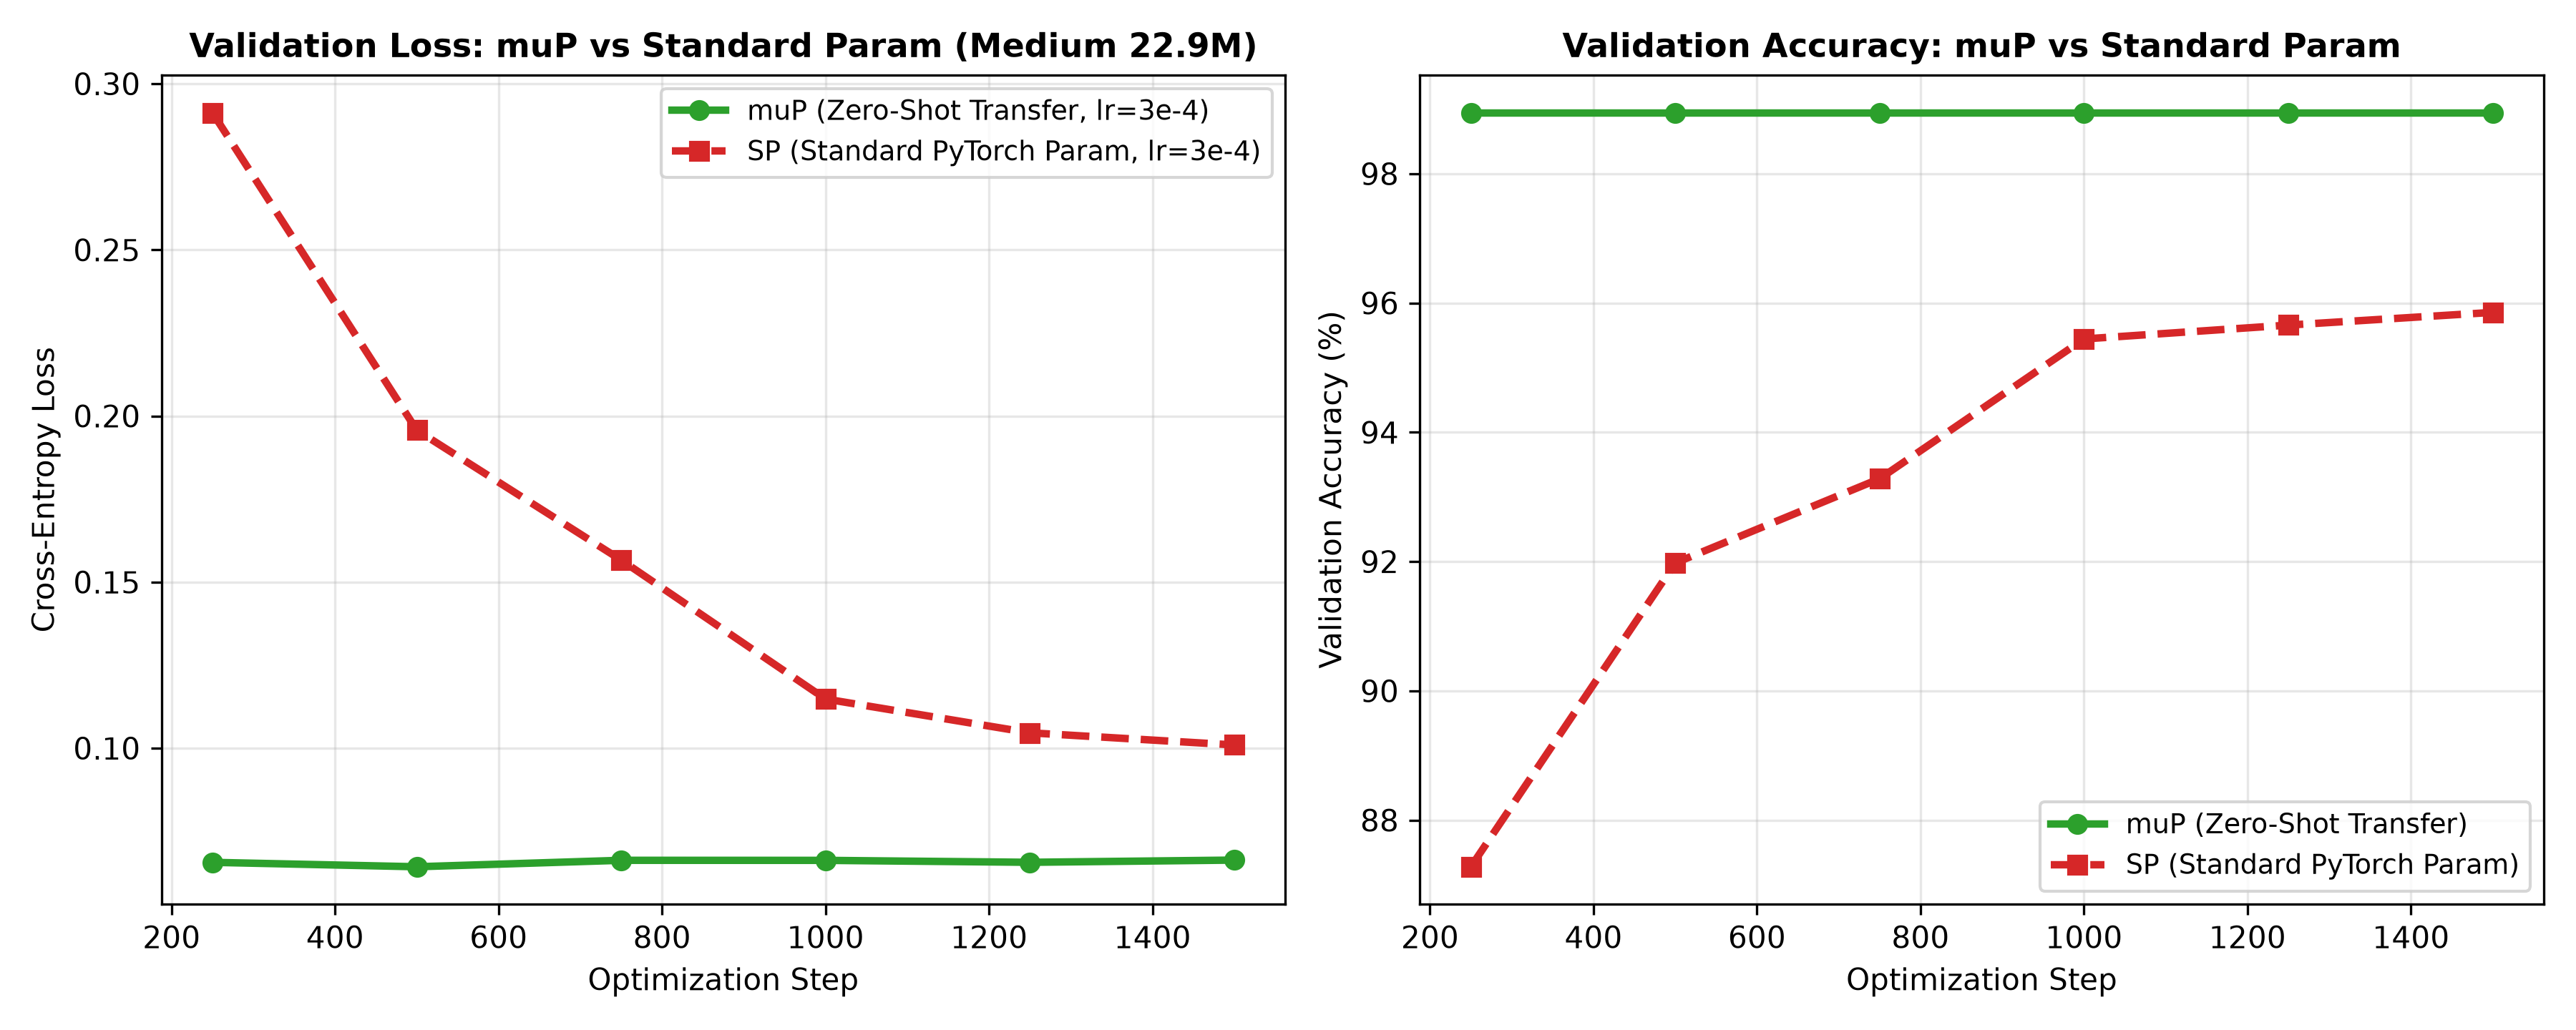 Validation Loss: muP vs Standard Param (Medium 22.9M)
0.30
0.25
0.20
0.15
0.10
Cross-Entropy Loss
muP (Zero-Shot Transfer, lr=3e-4)
SP (Standard PyTorch Param, lr=3e-4)
200 400 600 800 1000 1200 1400
Optimization Step
Validation Accuracy: muP vs Standard Param
98
96
94
92
90
88
Validation Accuracy (%)
muP (Zero-Shot Transfer)
SP (Standard PyTorch Param)
200 400 600 800 1000 1200 1400
Optimization Step